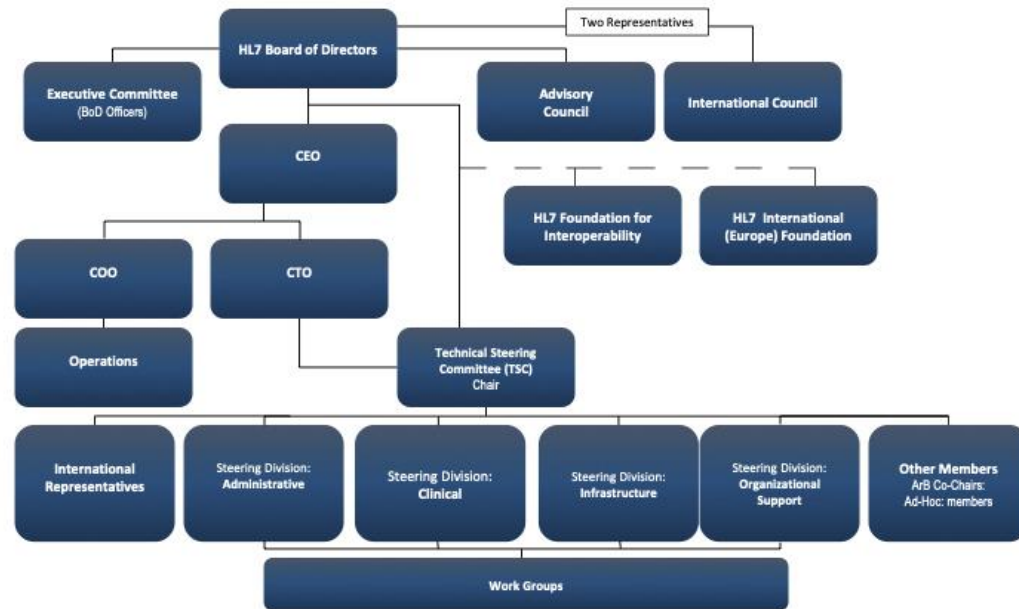 Two Representatives
HL7 Board of Directors
Executive Committee
(BoD Officers)
Advisory
Council
International Council
CEO
HL7 Foundation for
Interoperability
HL7 International
(Europe) Foundation
COO
CTO
Operations
Technical Steering
Committee (TSC)
Chair
International
Representatives
Steering Division:
Administrative
Steering Division:
Clinical
Steering Division:
Infrastructure
Steering Division:
Organizational
Support
Other Members
ArB Co-Chairs:
Ad-Hoc: members
Work Groups